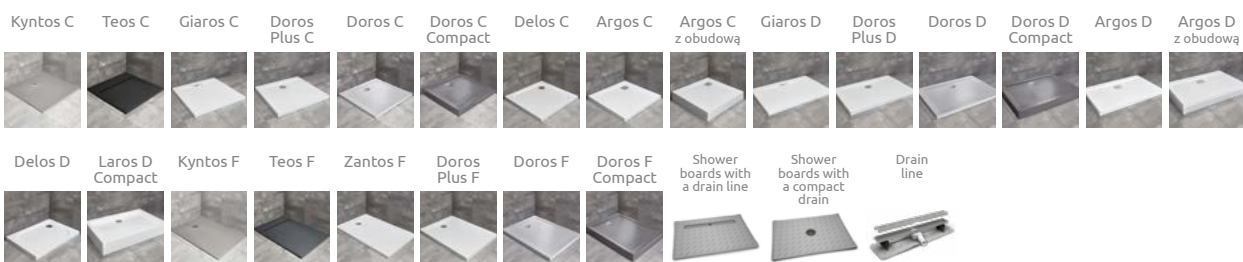 Kyntos C
Teos C
Giaros C
Doros
Plus C
Doros C
Doros C
Compact
Delos C
Argos C
Argos C
z obudową
Giaros D
Doros
Plus D
Doros D
Doros D
Compact
Argos D
Argos D
z obudową
Delos D
Laros D
Compact
Kyntos F
Teos F
Zantos F
Doros
Plus F
Doros F
Doros F
Compact
Shower
boards with
a drain line
Shower
boards with
a compact
drain
Drain
line